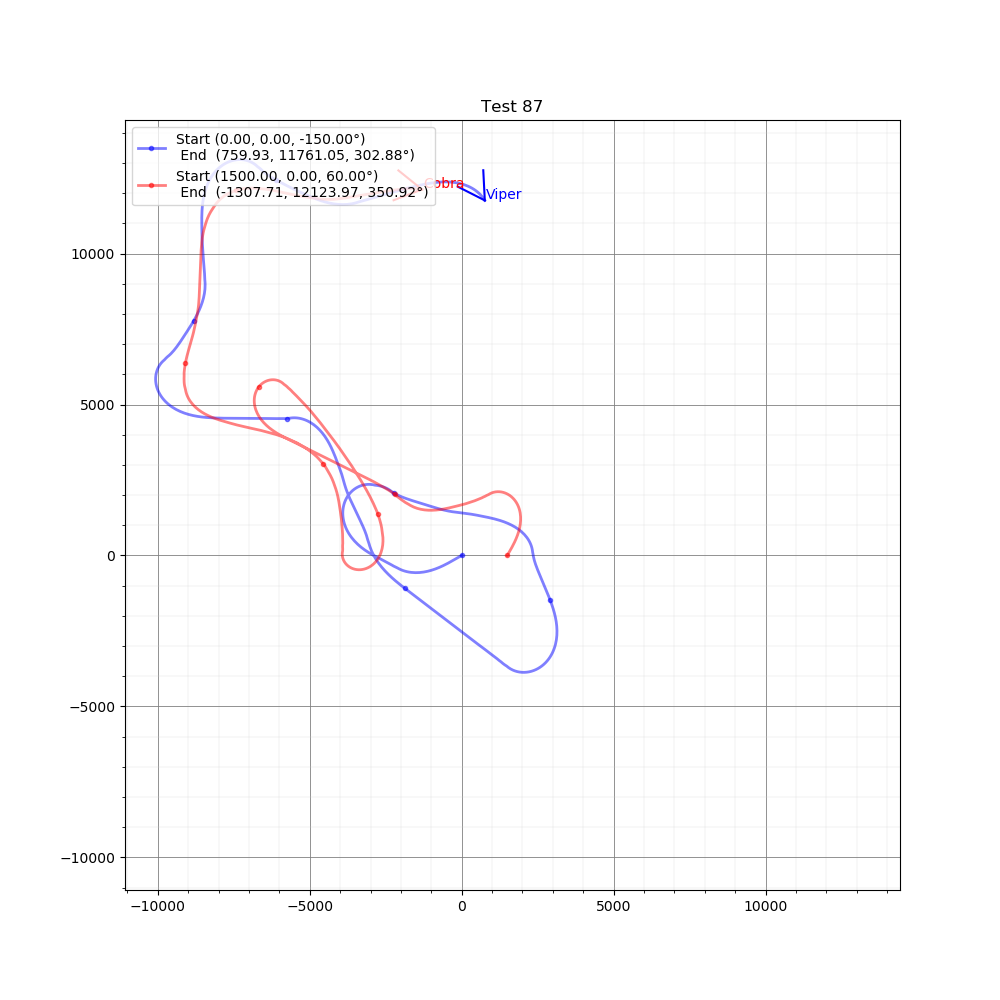 Test 87
Start (0.00, 0.00, -150.00°)
End (759.93, 11761.05, 302.88°)
Start (1500.00, 0.00, 60.00°)
End (-1307.71, 12123.97, 350.92°)
Cobra
Viper
10000
5000
0
−5000
−10000
−10000 −5000 0 5000 10000